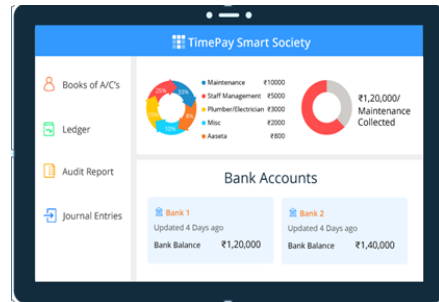 TimePay Smart Society
Books of A/C's
Ledger
Audit Report
Journal Entries
Maintenance ₹10000
Staff Management ₹5000
Plumber/Electrician ₹3000
Misc ₹2000
Aaseta ₹800
25%
10%
₹1,20,000/
Maintenance
Collected
Bank Accounts
Bank 1
Updated 4 Days ago
Bank Balance ₹1,20,000
Bank 2
Updated 4 Days ago
Bank Balance ₹1,40,000